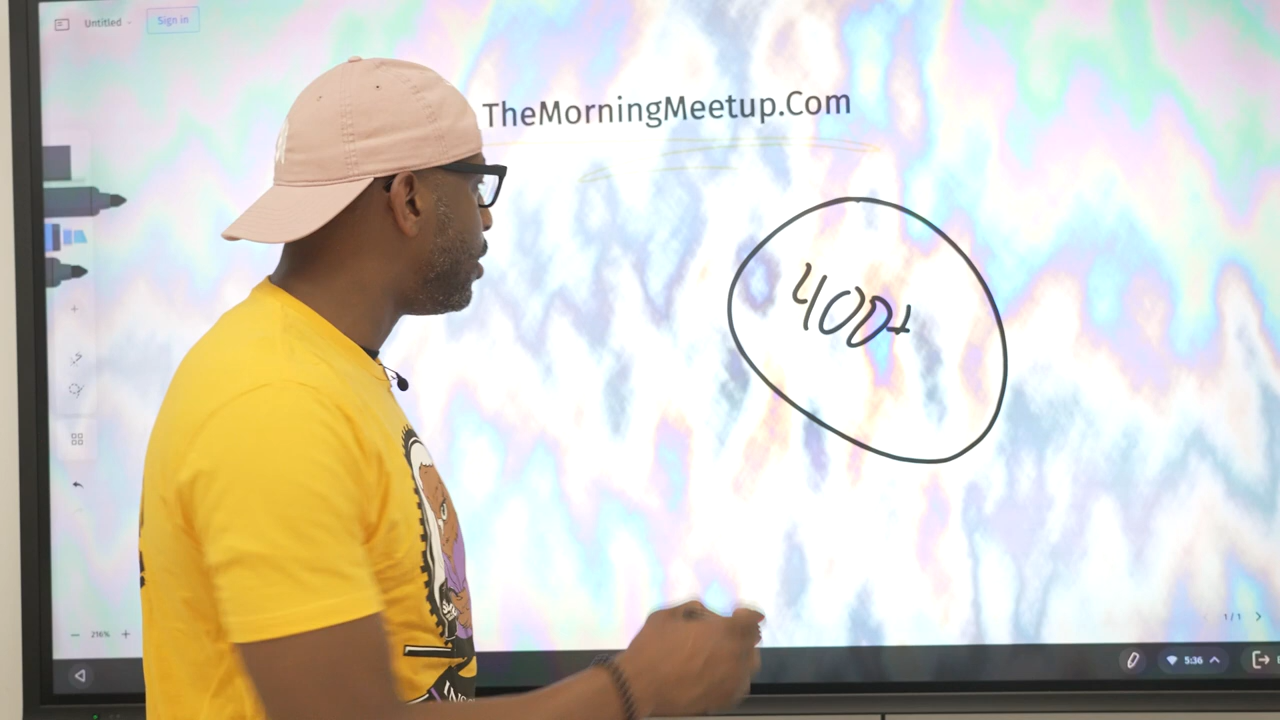 Untitled
Sign in
TheMorningMeetup.Com
400+
216%
1/1
5:36